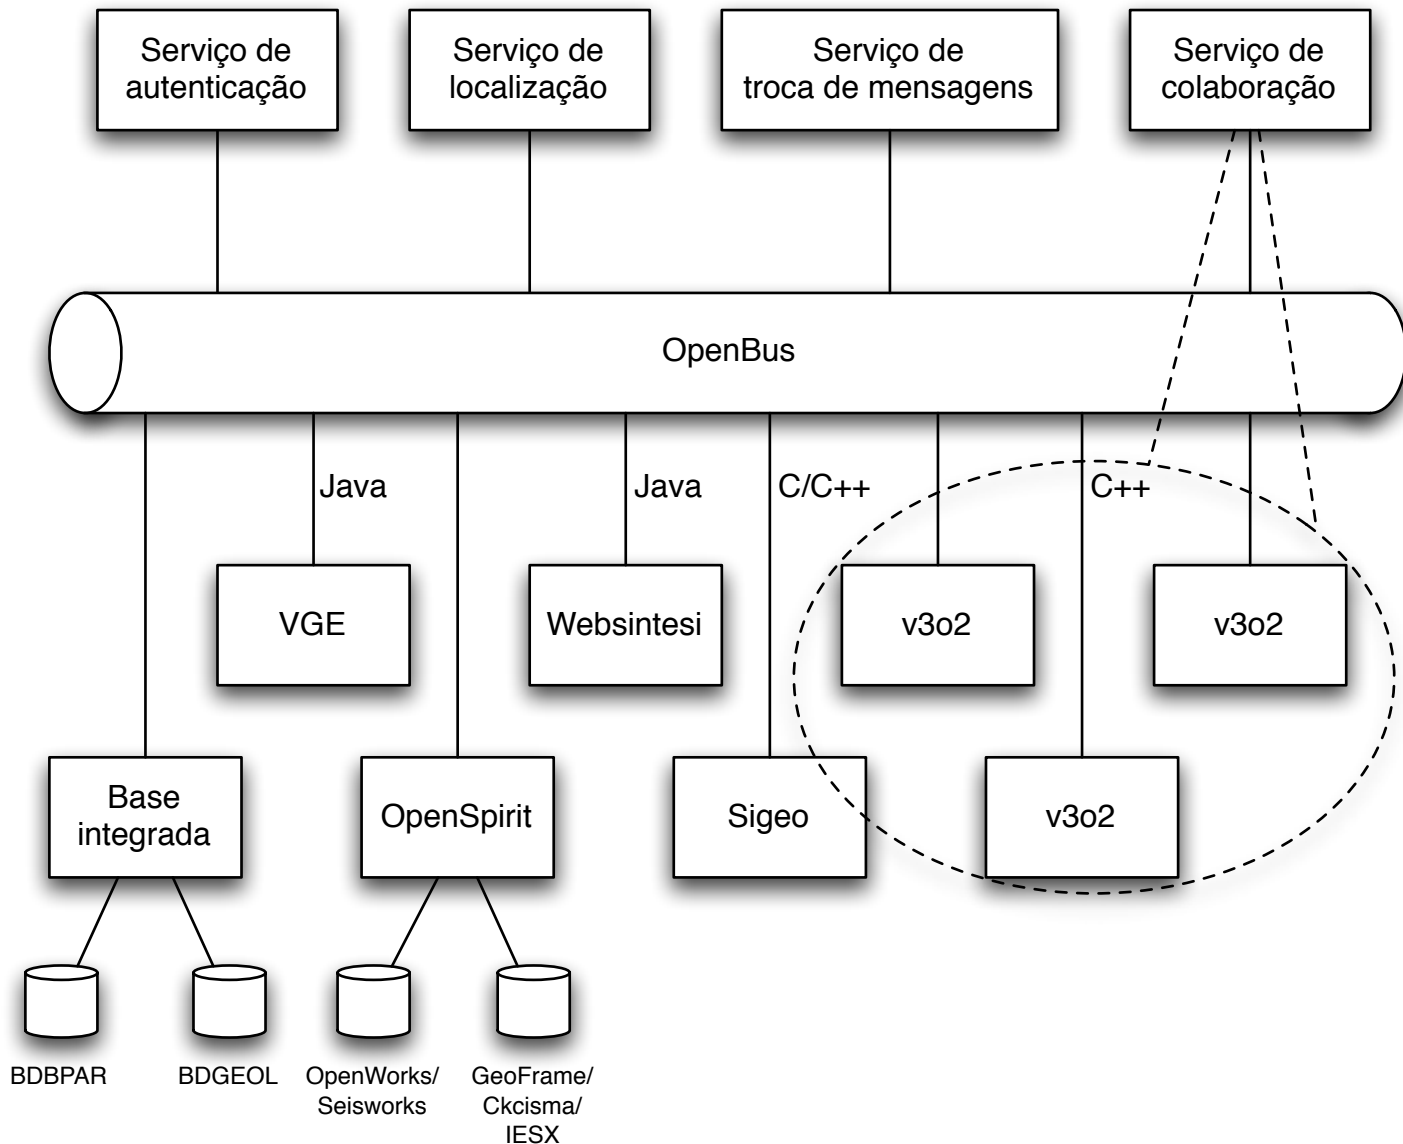 Serviço de
autenticação
Serviço de
localização
Serviço de
troca de mensagens
Serviço de
colaboração
OpenBus
Java
Java
C/C++
C++
VGE
Websintesi
v3o2
v3o2
Base
integrada
OpenSpirit
Sigeo
v3o2
BDBPAR
BDGEOL
OpenWorks/
Seisworks
GeoFrame/
Ckcisma/
IESX